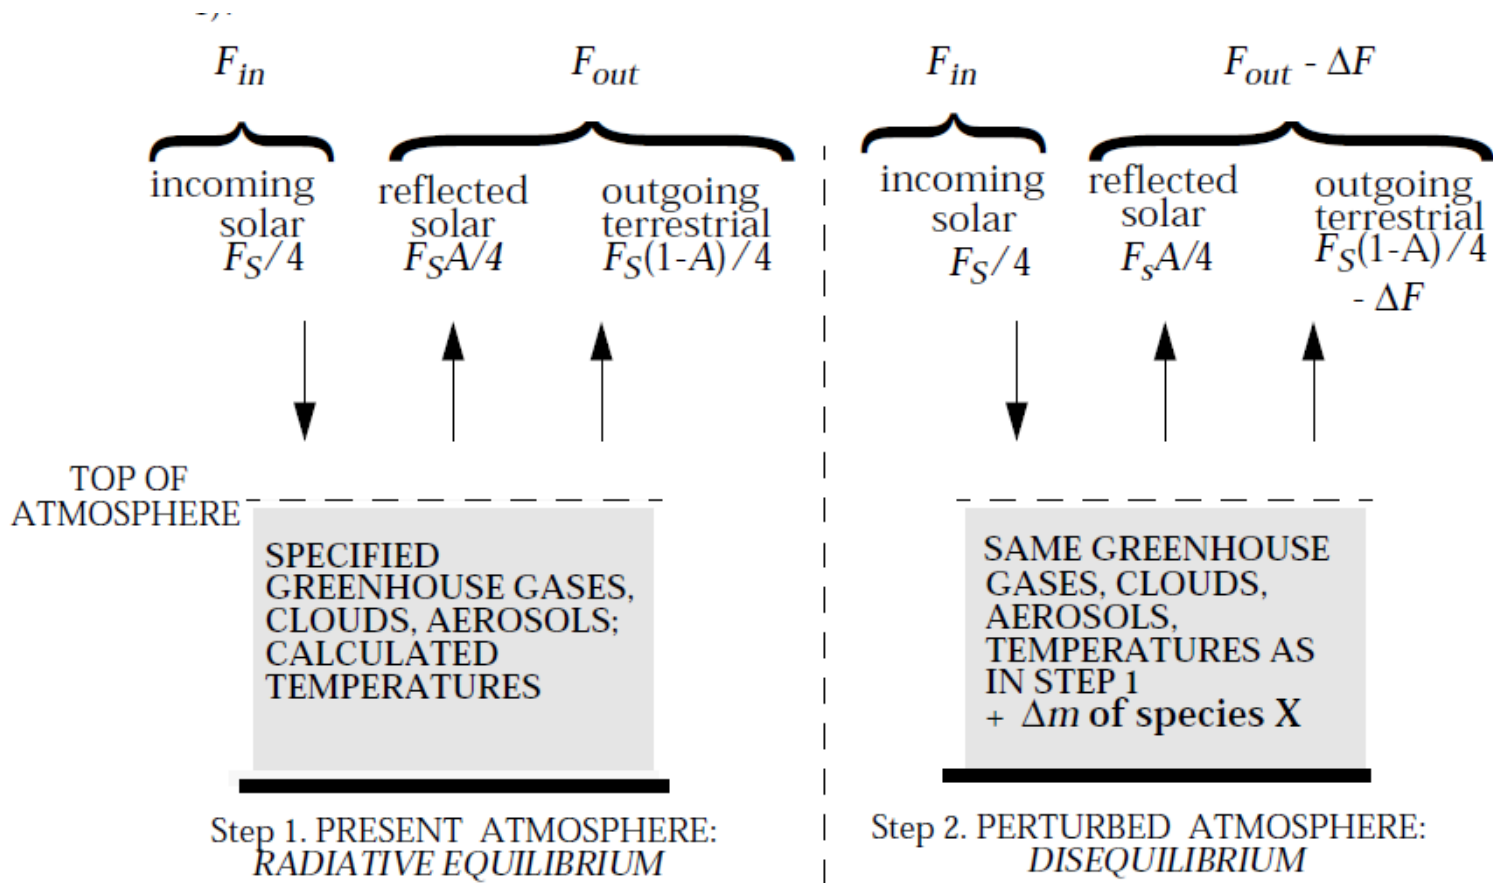 F_in
F_out
incoming
solar
F_S/4
reflected
solar
F_SA/4
outgoing
terrestrial
F_S(1-A)/4
TOP OF
ATMOSPHERE
SPECIFIED
GREENHOUSE GASES,
CLOUDS, AEROSOLS;
CALCULATED
TEMPERATURES
Step 1. PRESENT ATMOSPHERE:
RADIATIVE EQUILIBRIUM
F_in
F_out - ΔF
incoming
solar
F_S/4
reflected
solar
F_sA/4
outgoing
terrestrial
F_S(1-A)/4
- ΔF
SAME GREENHOUSE
GASES, CLOUDS,
AEROSOLS,
TEMPERATURES AS
IN STEP 1
+ Δm of species X
Step 2. PERTURBED ATMOSPHERE:
DISEQUILIBRIUM